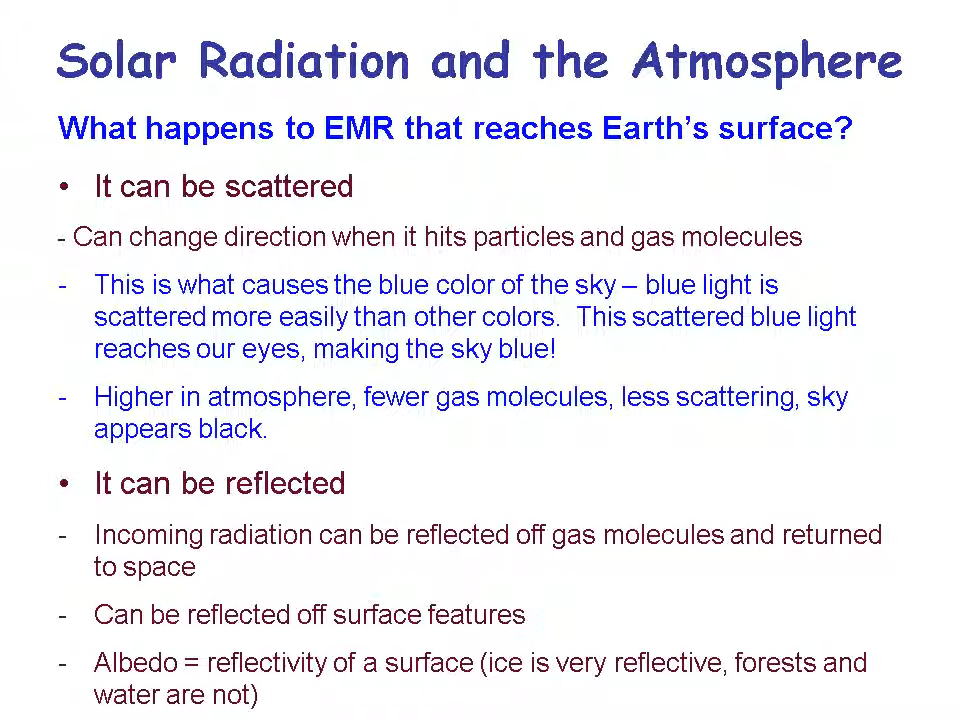 Solar Radiation and the Atmosphere
What happens to EMR that reaches Earth's surface?
• It can be scattered
- Can change direction when it hits particles and gas molecules
- This is what causes the blue color of the sky – blue light is
scattered more easily than other colors.  This scattered blue light
reaches our eyes, making the sky blue!
- Higher in atmosphere, fewer gas molecules, less scattering, sky
appears black.
• It can be reflected
- Incoming radiation can be reflected off gas molecules and returned
to space
- Can be reflected off surface features
- Albedo = reflectivity of a surface (ice is very reflective, forests and
water are not)